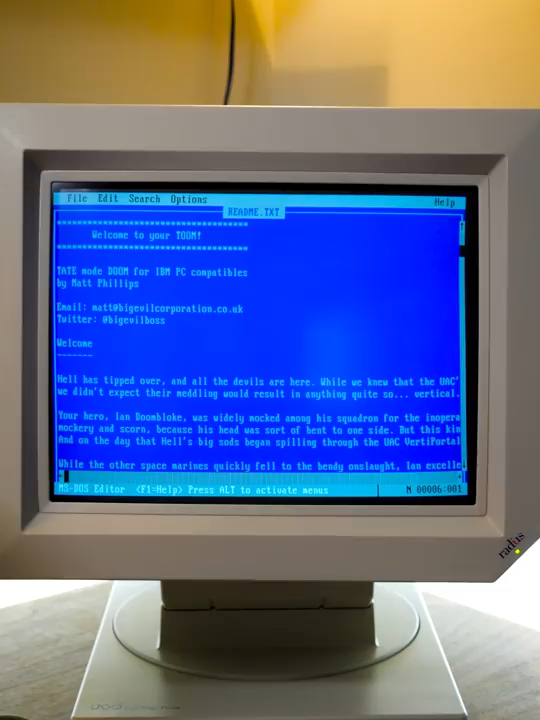 File Edit Search Options Help
README.TXT
========================================
Welcome to your TOOM!
========================================
TATE mode DOOM for IBM PC compatibles
by Matt Phillips
Email: matt@bigevilcorporation.co.uk
Twitter: @bigevilboss
Welcome
-------
Hell has tipped over, and all the devils are here. While we knew that the UAC'
we didn't expect their meddling would result in anything quite so... vertical.
Your hero, Ian Doombloke, was widely mocked among his squadron for the inopera
mockery and scorn, because his head was sort of bent to one side. But this kin
And on the day that Hell's big sods began spilling through the UAC VertiPortal
While the other space marines quickly fell to the bendy onslaught, Ian excelle
MS-DOS Editor <F1=Help> Press ALT to activate menus N 00006:001
radius